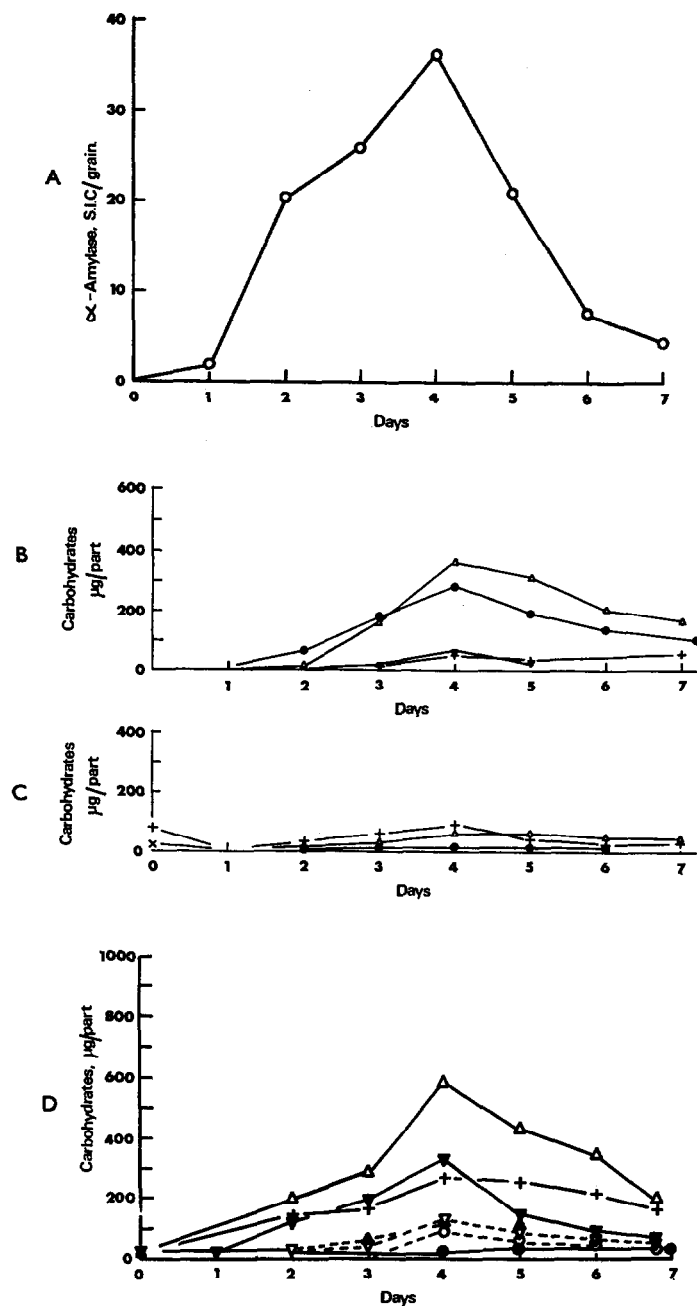 A
α-Amylase, S.I.C/grain.
40
30
20
10
0
0 1 2 3 4 5 6 7
Days
B
Carbohydrates
μg/part
600
400
200
0
1 2 3 4 5 6 7
Days
C
Carbohydrates
μg/part
400
200
0
0 1 2 3 4 5 6 7
Days
D
Carbohydrates, μg/part
1000
800
600
400
200
0
0 1 2 3 4 5 6 7
Days